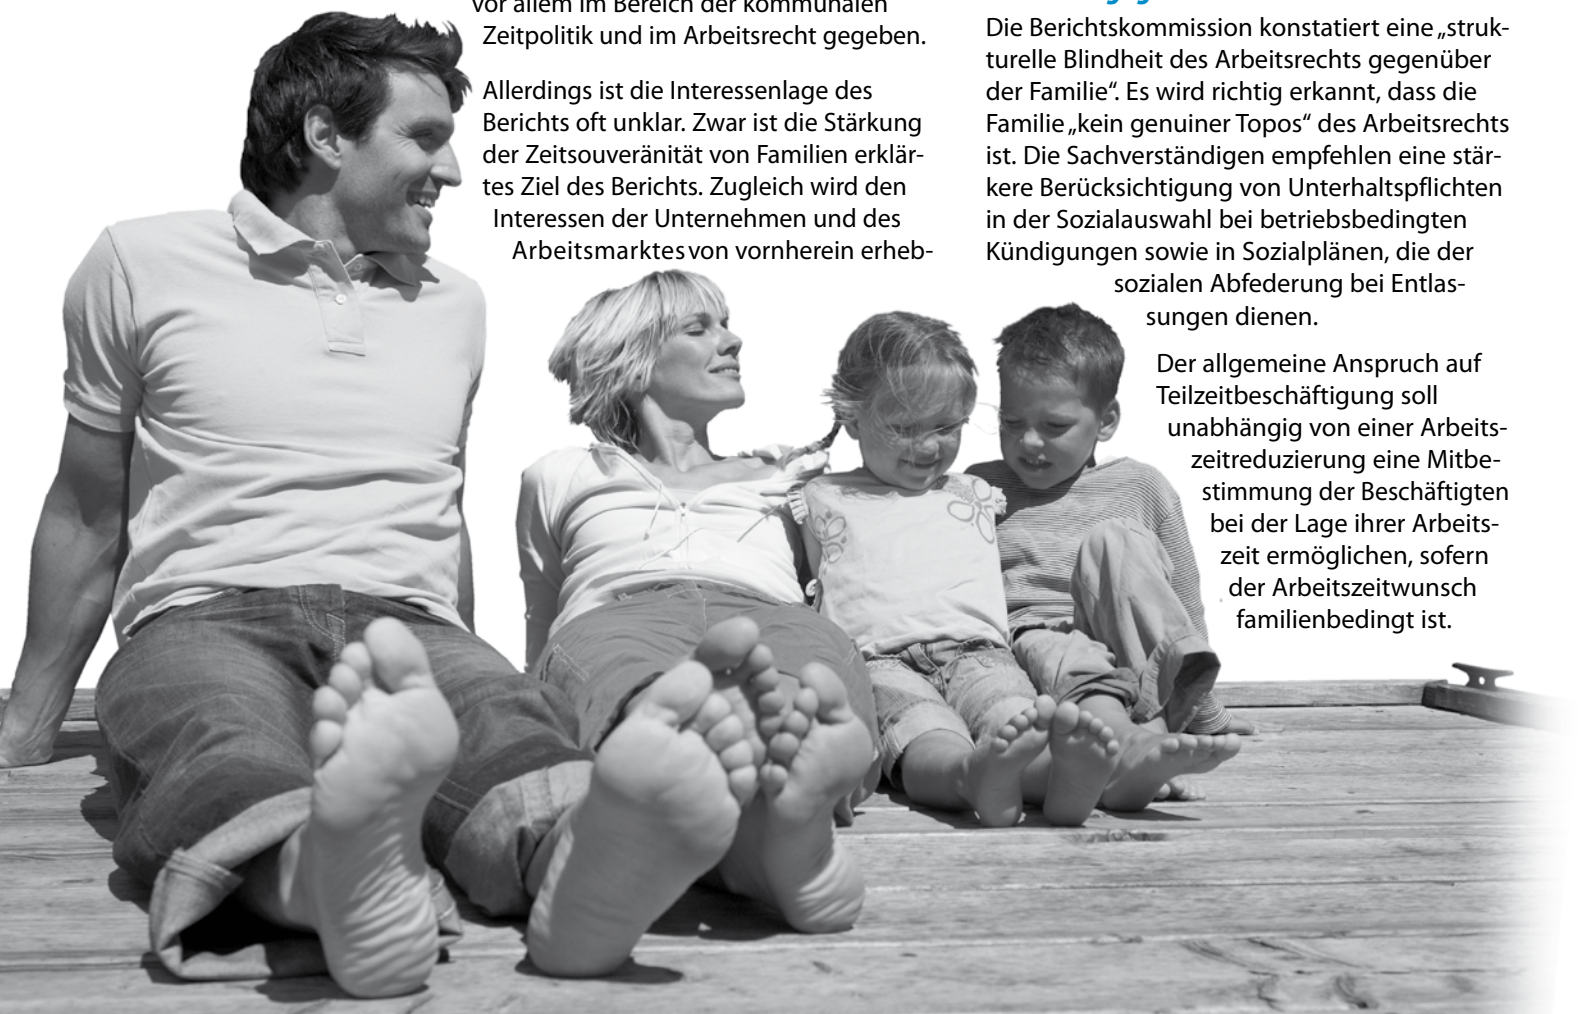 vor allem im Bereich der kommunalen
Zeitpolitik und im Arbeitsrecht gegeben.
Allerdings ist die Interessenlage des
Berichts oft unklar. Zwar ist die Stärkung
der Zeitsouveränität von Familien erklär-
tes Ziel des Berichts. Zugleich wird den
Interessen der Unternehmen und des
Arbeitsmarktes von vornherein erheb-
Die Berichtskommission konstatiert eine „struk-
turelle Blindheit des Arbeitsrechts gegenüber
der Familie“. Es wird richtig erkannt, dass die
Familie „kein genuiner Topos“ des Arbeitsrechts
ist. Die Sachverständigen empfehlen eine stär-
kere Berücksichtigung von Unterhaltspflichten
in der Sozialauswahl bei betriebsbedingten
Kündigungen sowie in Sozialplänen, die der
sozialen Abfederung bei Entlas-
sungen dienen.
Der allgemeine Anspruch auf
Teilzeitbeschäftigung soll
unabhängig von einer Arbeits-
zeitreduzierung eine Mitbe-
stimmung der Beschäftigten
bei der Lage ihrer Arbeits-
zeit ermöglichen, sofern
der Arbeitszeitwunsch
familienbedingt ist.